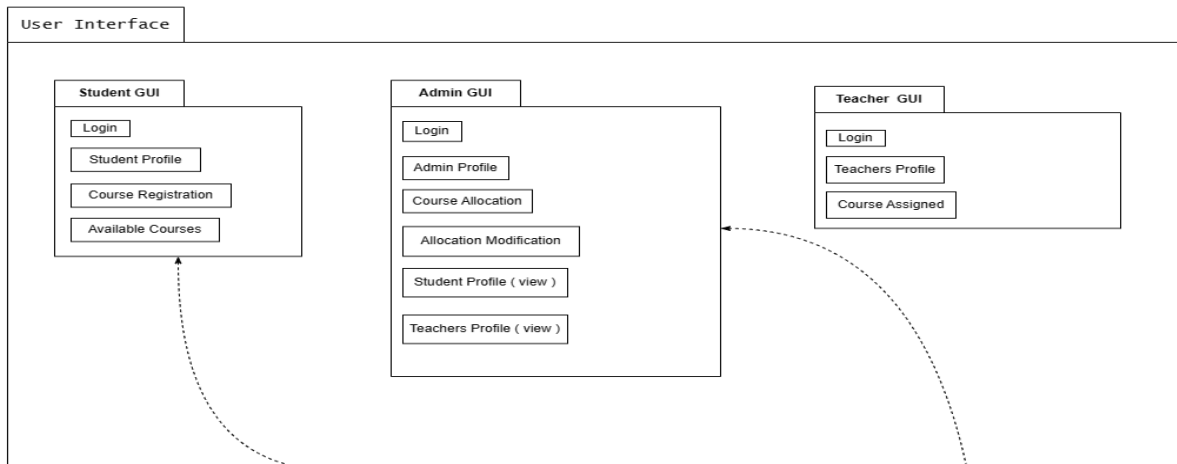 User Interface
Student GUI
Login
Student Profile
Course Registration
Available Courses
Admin GUI
Login
Admin Profile
Course Allocation
Allocation Modification
Student Profile ( view )
Teachers Profile ( view )
Teacher GUI
Login
Teachers Profile
Course Assigned